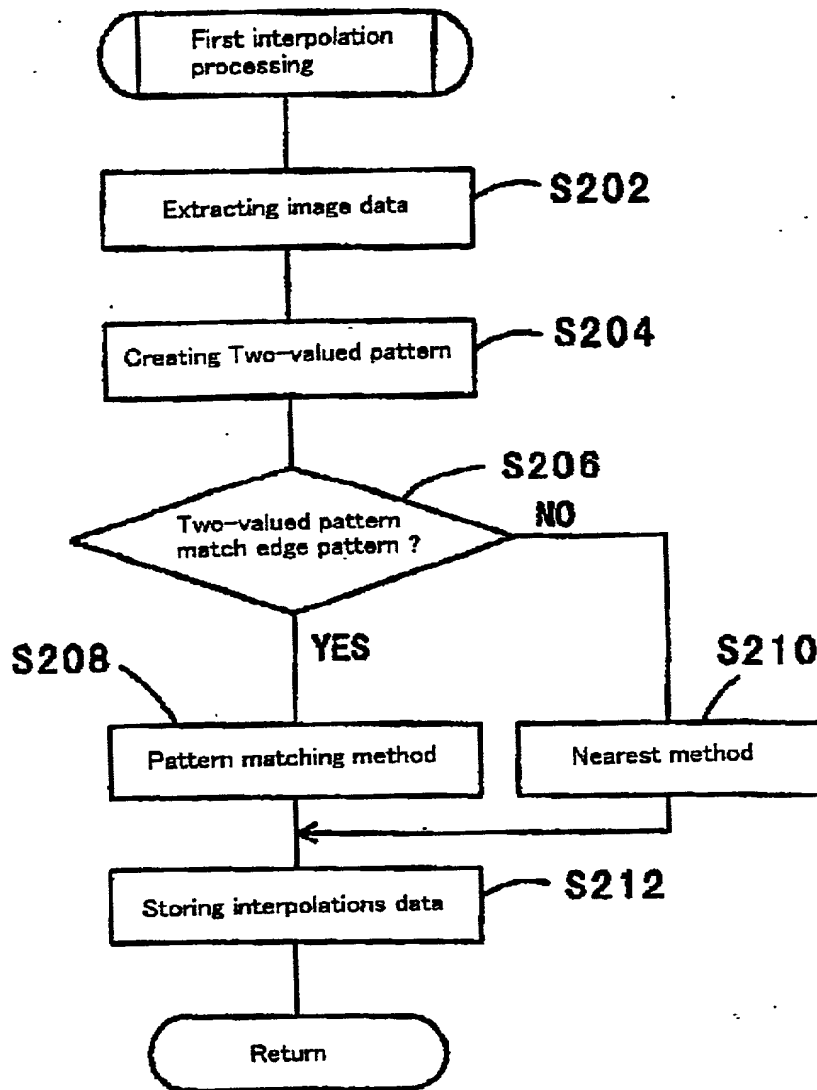 First interpolation
processing
Extracting image data
S202
Creating Two-valued pattern
S204
S206
Two-valued pattern
match edge pattern ?
NO
YES
S208
S210
Pattern matching method
Nearest method
Storing interpolations data
S212
Return